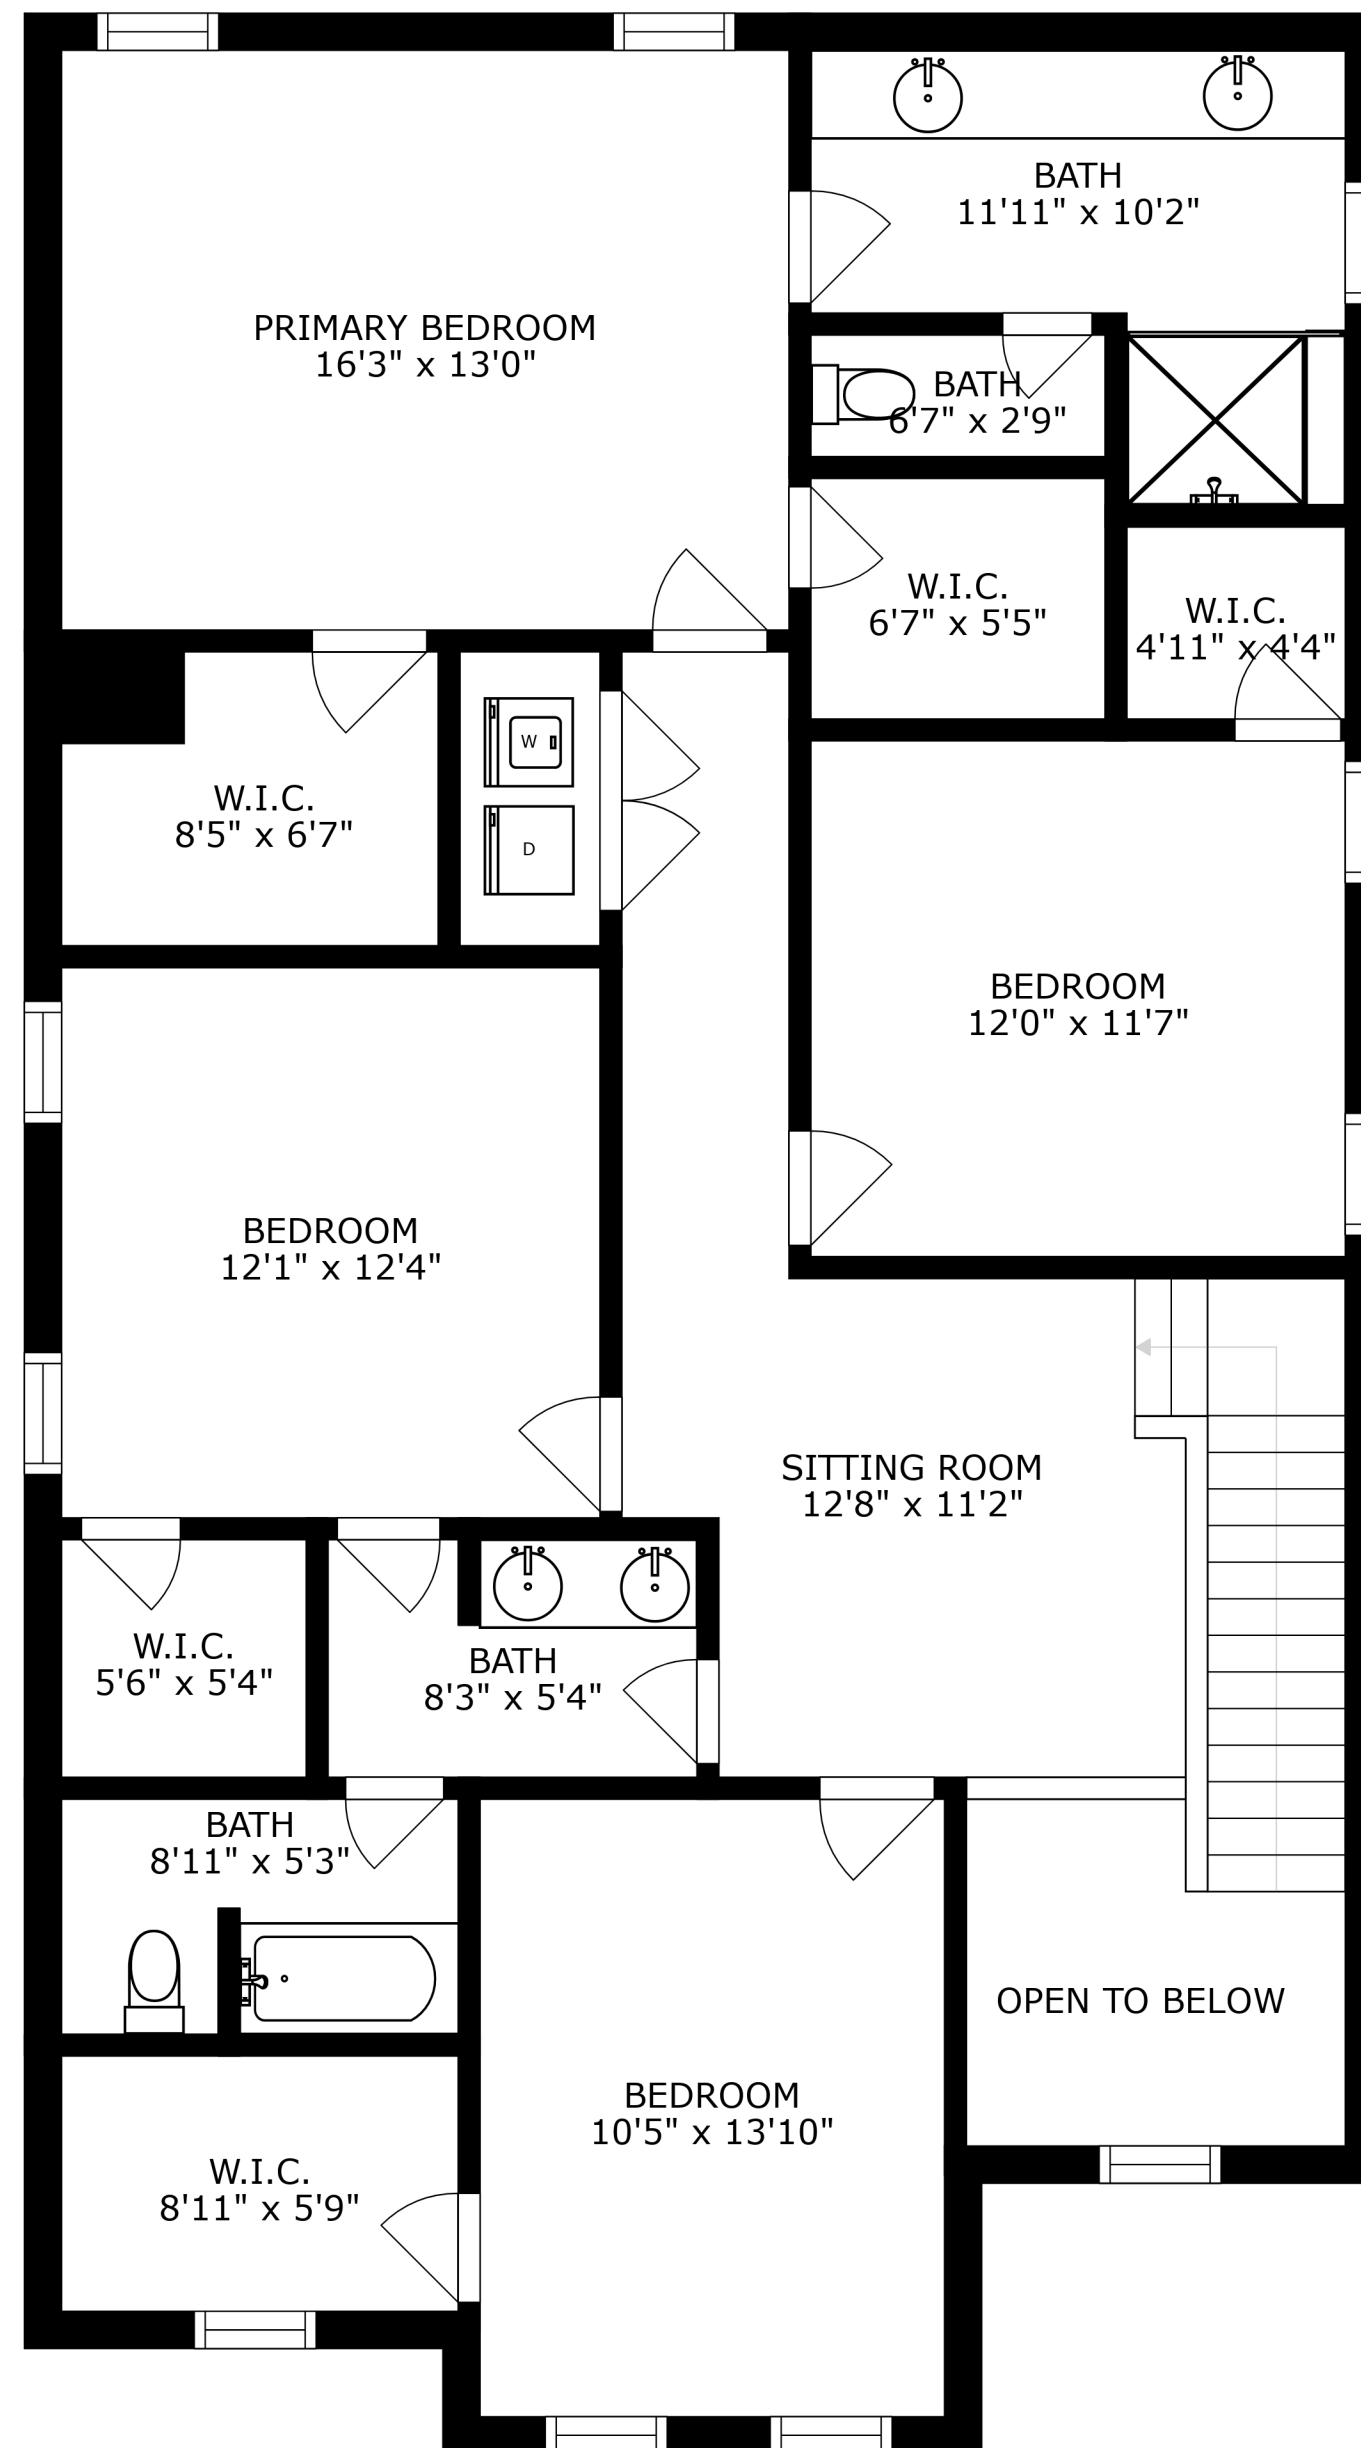 BATH
11'11" x 10'2"
PRIMARY BEDROOM
16'3" x 13'0"
BATH
6'7" x 2'9"
W.I.C.
6'7" x 5'5"
W.I.C.
4'11" x 4'4"
W
D
W.I.C.
8'5" x 6'7"
BEDROOM
12'0" x 11'7"
BEDROOM
12'1" x 12'4"
SITTING ROOM
12'8" x 11'2"
W.I.C.
5'6" x 5'4"
BATH
8'3" x 5'4"
BATH
8'11" x 5'3"
OPEN TO BELOW
BEDROOM
10'5" x 13'10"
W.I.C.
8'11" x 5'9"